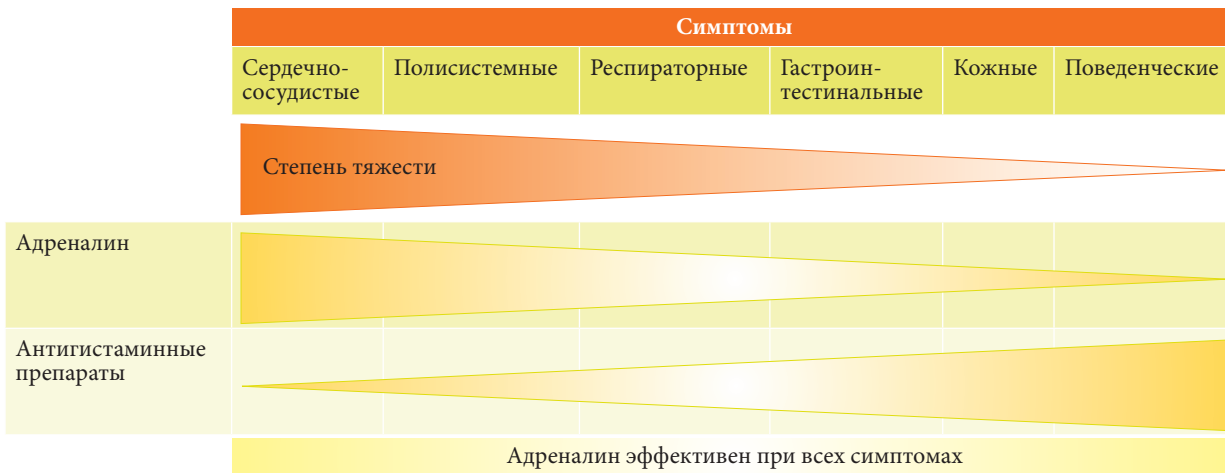 Симптомы
Сердечно-
сосудистые
Полисистемные
Респираторные
Гастроин-
тестинальные
Кожные
Поведенческие
Степень тяжести
Адреналин
Антигистаминные
препараты
Адреналин эффективен при всех симптомах